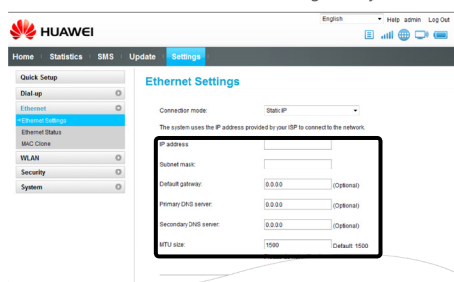 English Help admin Log Out
HUAWEI
Home Statistics SMS Update Settings
Quick Setup
Dial-up
Ethernet
Ethernet Settings
Ethernet Status
MAC Clone
WLAN
Security
System
Ethernet Settings
Connection mode: Static IP
The system uses the IP address provided by your ISP to connect to the network.
IP address
Subnet mask:
Default gateway: 0.0.0.0 (Optional)
Primary DNS server: 0.0.0.0 (Optional)
Secondary DNS server: 0.0.0.0 (Optional)
MTU size: 1500 Default: 1500